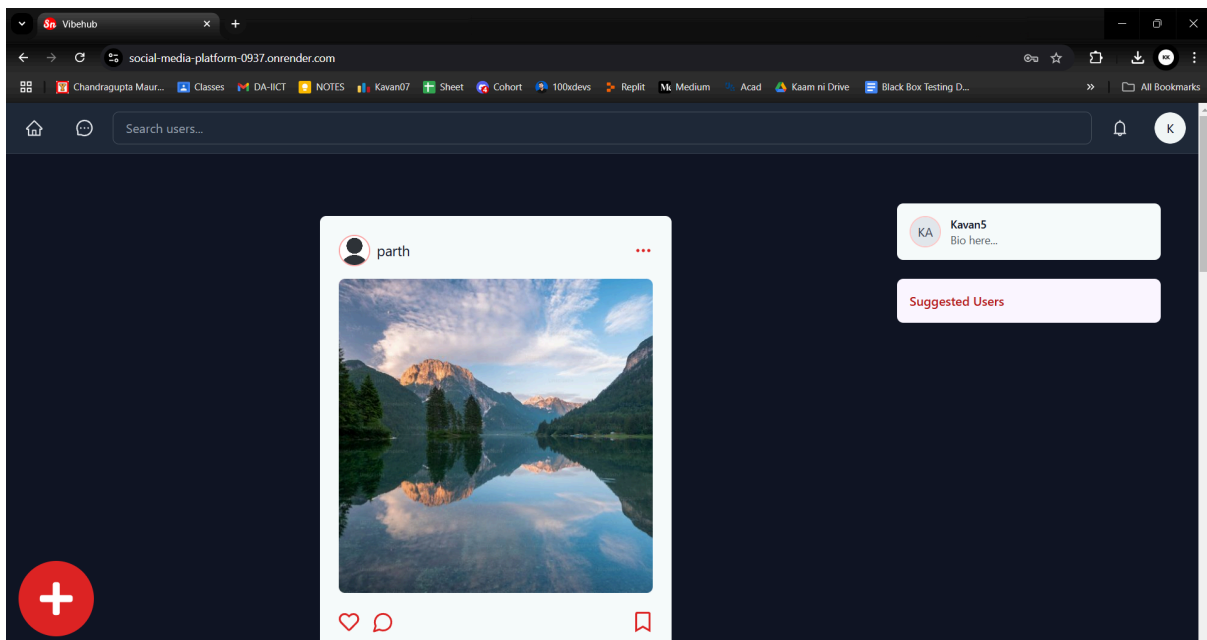 Sn Vibehub
social-media-platform-0937.onrender.com
Chandragupta Maur... Classes DA-IICT NOTES Kavan07 Sheet Cohort 100xdevs Replit Medium Acad Kaam ni Drive Black Box Testing D... » All Bookmarks
Search users...
K
parth
KA
Kavan5
Bio here...
Suggested Users